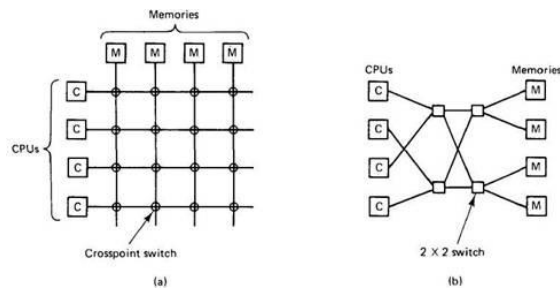 Memories
M M M M
C
C
CPUs
C
C
Crosspoint switch
(a)
CPUs Memories
C M
C M
C M
C M
2 X 2 switch
(b)